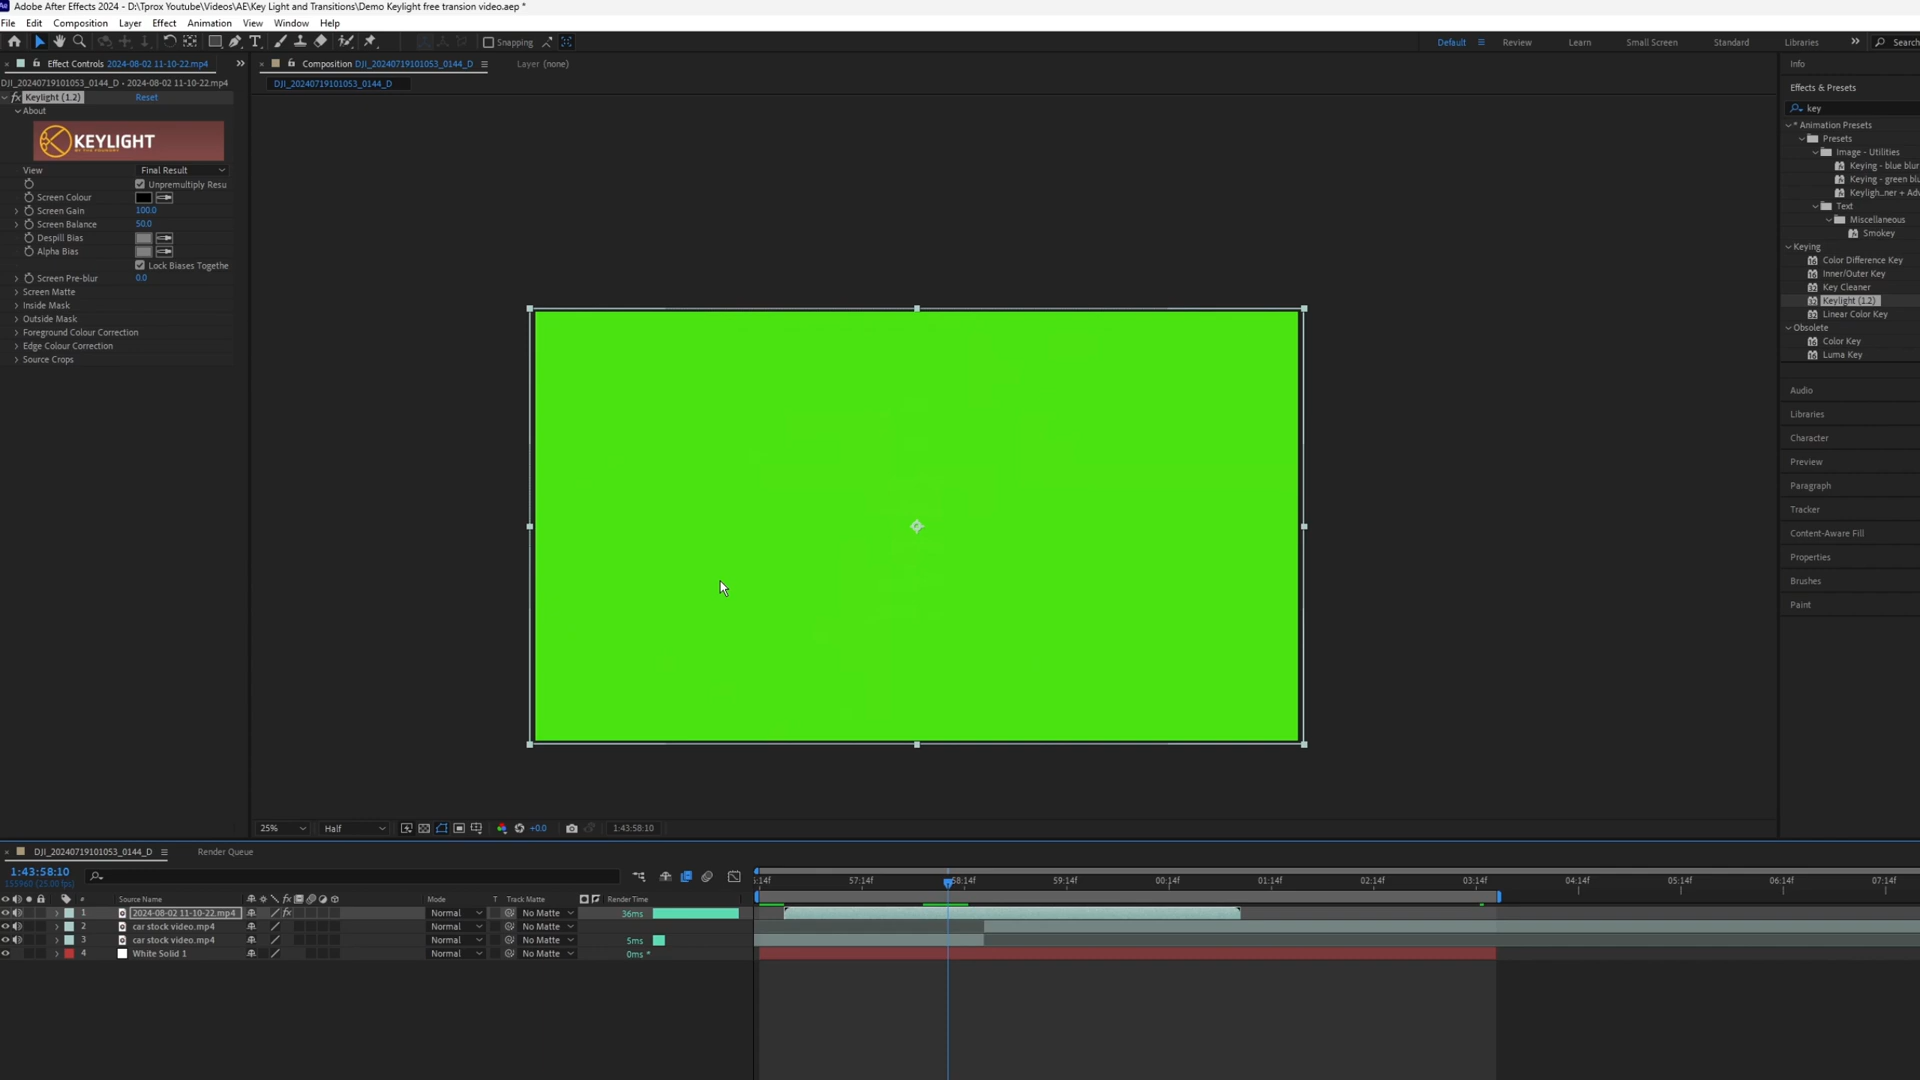 Adobe After Effects 2024 - D:\Tprox Youtube\Videos\AE\Key Light and Transitions\Demo Keylight free transion video.aep *
File Edit Composition Layer Effect Animation View Window Help
Snapping
Default Review Learn Small Screen Standard Libraries Search
Effect Controls 2024-08-02 11-10-22.mp4
Composition DJI_20240719101053_0144_D
Layer (none)
Info
DJI_20240719101053_0144_D • 2024-08-02 11-10-22.mp4
DJI_20240719101053_0144_D
Effects & Presets
fx Keylight (1.2) Reset
About
KEYLIGHT
View Final Result
Unpremultiply Resu
Screen Colour
Screen Gain 100.0
Screen Balance 50.0
Despill Bias
Alpha Bias
Lock Biases Togethe
Screen Pre-blur 0.0
Screen Matte
Inside Mask
Outside Mask
Foreground Colour Correction
Edge Colour Correction
Source Crops
key
* Animation Presets
Presets
Image - Utilities
Keying - blue blur
Keying - green blu
Keyligh..ner + Adv
Text
Miscellaneous
Smokey
Keying
Color Difference Key
Inner/Outer Key
Key Cleaner
Keylight (1.2)
Linear Color Key
Obsolete
Color Key
Luma Key
Audio
Libraries
Character
Preview
Paragraph
Tracker
Content-Aware Fill
Properties
Brushes
Paint
25% Half +0.0 1:43:58:10
DJI_20240719101053_0144_D Render Queue
1:43:58:10
155960 (25.00 fps)
:14f 57:14f 58:14f 59:14f 00:14f 01:14f 02:14f 03:14f 04:14f 05:14f 06:14f 07:14f
# Source Name fx Mode T Track Matte Render Time
1 2024-08-02 11-10-22.mp4 fx Normal No Matte 36ms
2 car stock video.mp4 Normal No Matte
3 car stock video.mp4 Normal No Matte 5ms
4 White Solid 1 Normal No Matte 0ms *